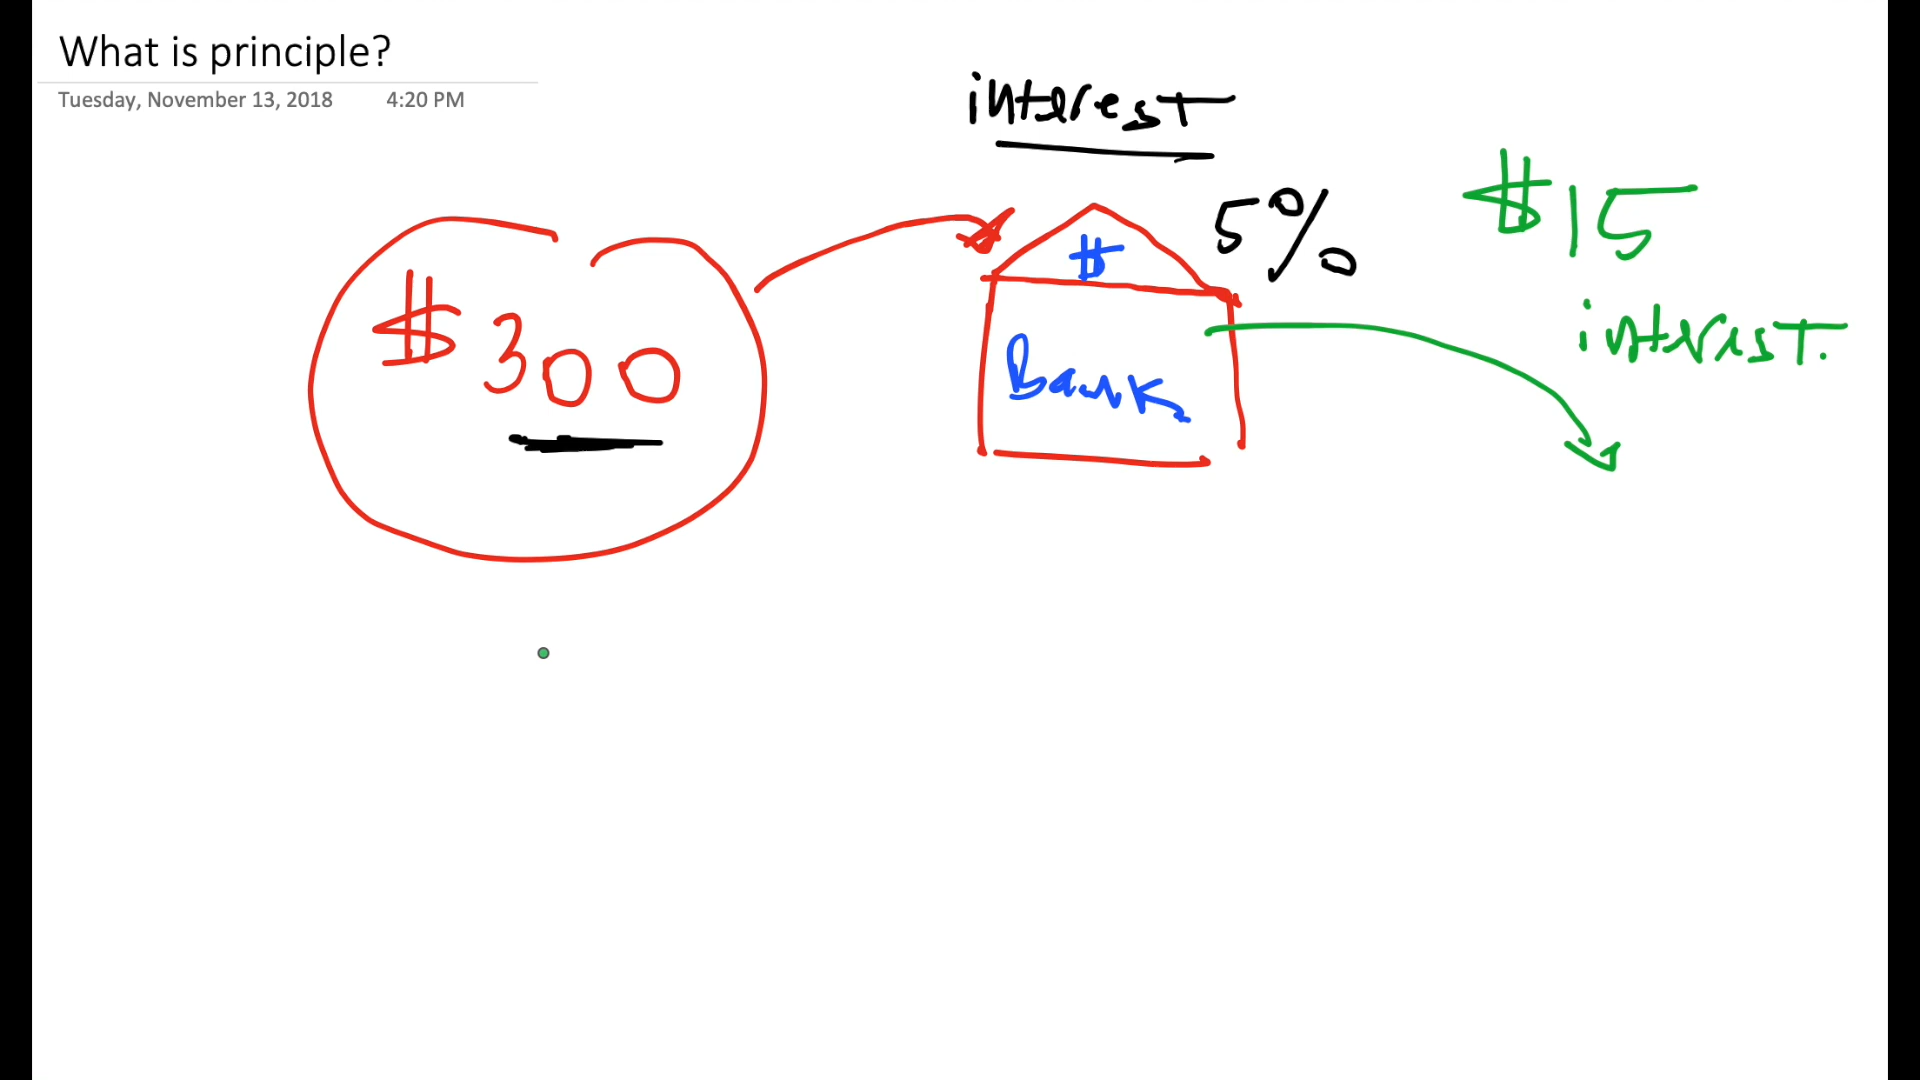 What is principle?
Tuesday, November 13, 2018 4:20 PM
interest
5%
$15
interest.
$300
$
Bank